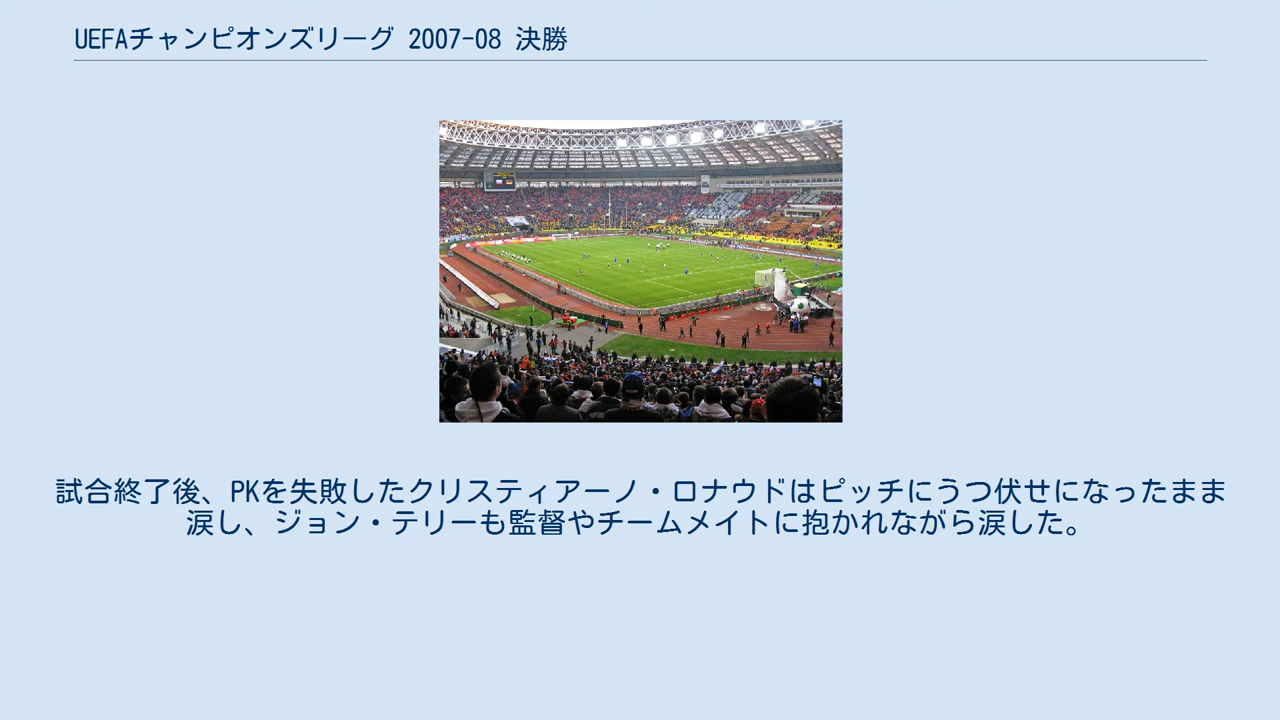 UEFAチャンピオンズリーグ 2007-08 決勝
試合終了後、PKを失敗したクリスティアーノ・ロナウドはピッチにうつ伏せになったまま
涙し、ジョン・テリーも監督やチームメイトに抱かれながら涙した。